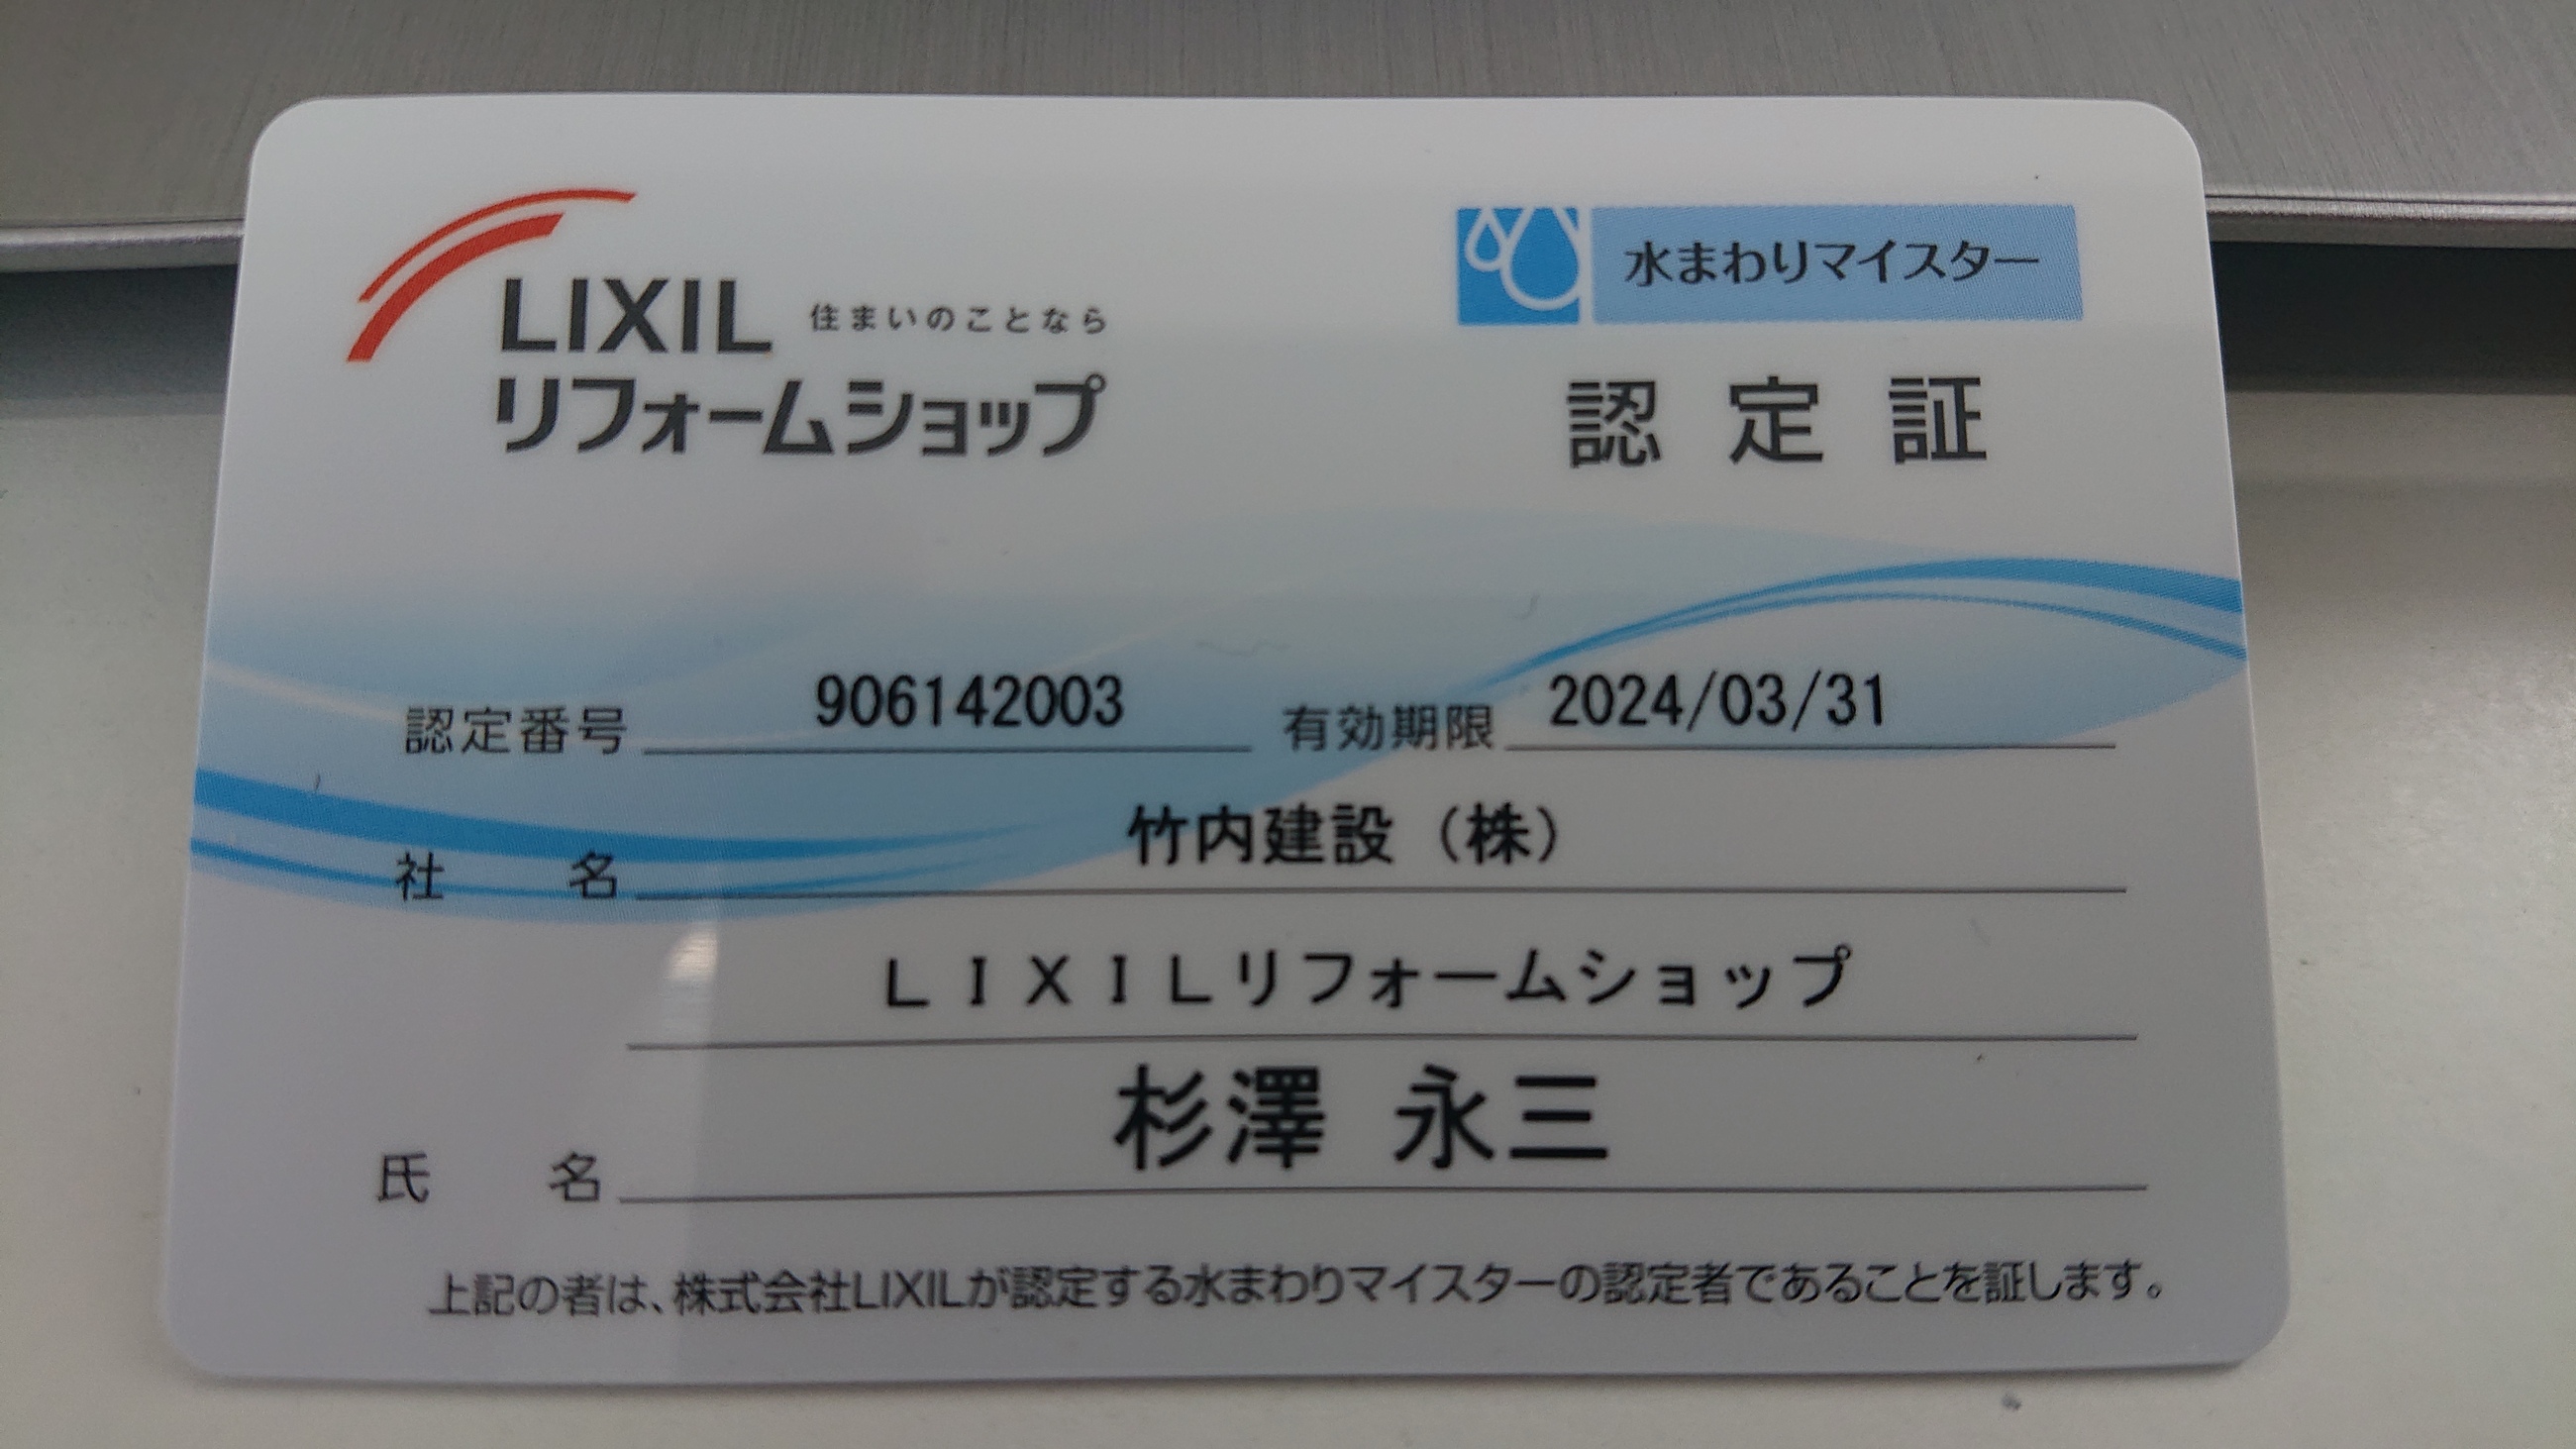 LIXIL 住まいのことなら
リフォームショップ
水まわりマイスター
認定証
認定番号 906142003 有効期限 2024/03/31
社名 竹内建設（株）
ＬＩＸＩＬリフォームショップ
氏名 杉澤 永三
上記の者は、株式会社LIXILが認定する水まわりマイスターの認定者であることを証します。